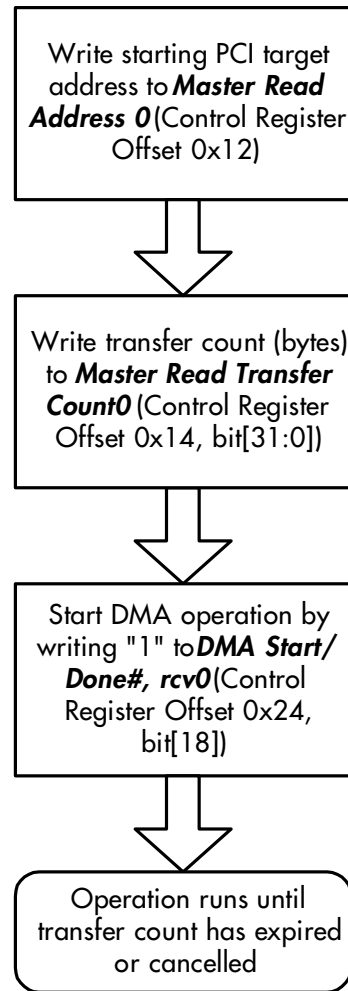 Write starting PCI target
address to Master Read
Address 0 (Control Register
Offset 0x12)
Write transfer count (bytes)
to Master Read Transfer
Count0 (Control Register
Offset 0x14, bit[31:0])
Start DMA operation by
writing "1" to DMA Start/
Done#, rcv0 (Control
Register Offset 0x24,
bit[18])
Operation runs until
transfer count has expired
or cancelled